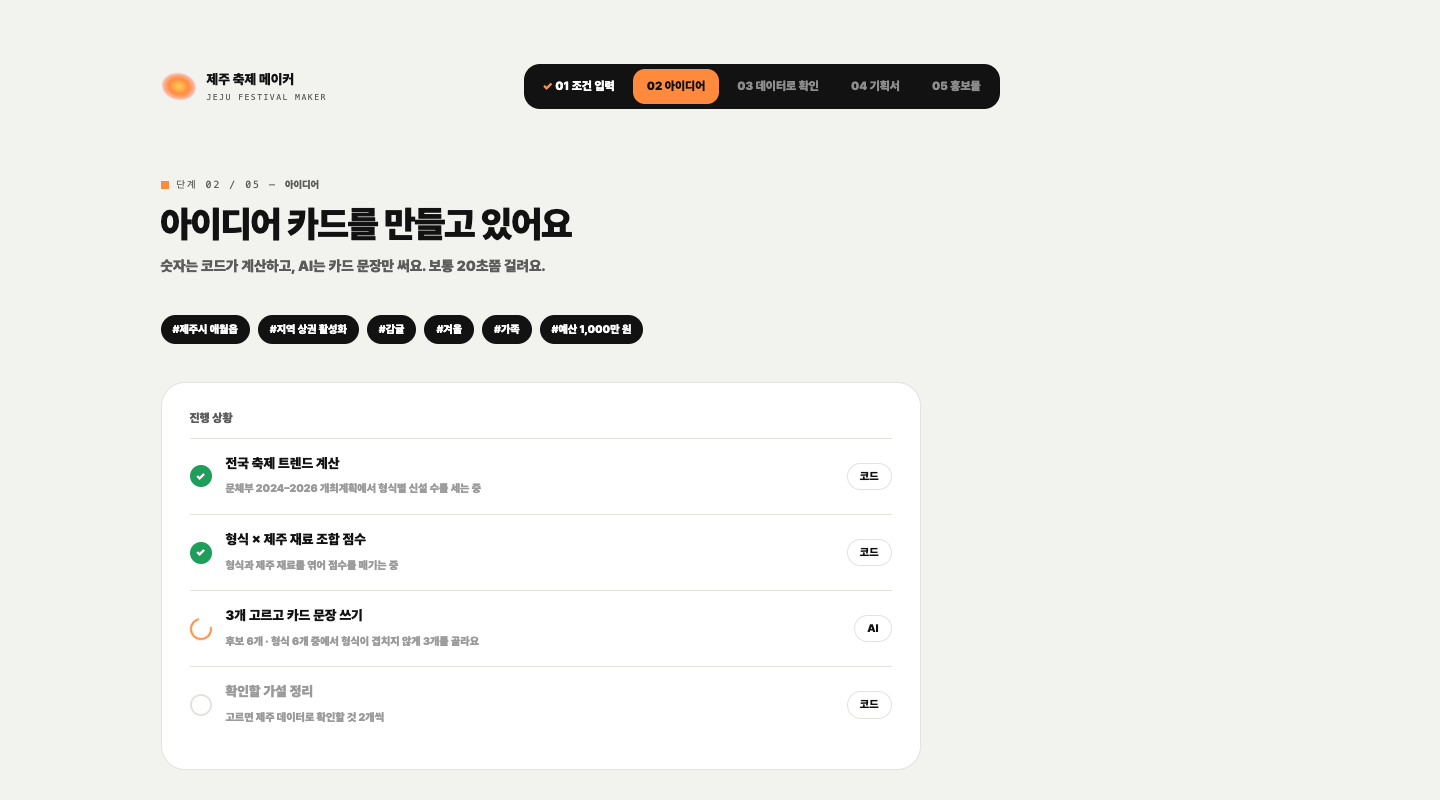 제주 축제 메이커
JEJU FESTIVAL MAKER
01 조건 입력
02 아이디어
03 데이터로 확인
04 기획서
05 홍보물
단계 02 / 05 — 아이디어
아이디어 카드를 만들고 있어요
숫자는 코드가 계산하고, AI는 카드 문장만 써요. 보통 20초쯤 걸려요.
#제주시 애월읍 #지역 상권 활성화 #감귤 #겨울 #가족 #예산 1,000만 원
진행 상황
전국 축제 트렌드 계산
문체부 2024–2026 개최계획에서 형식별 신설 수를 세는 중
코드
형식 × 제주 재료 조합 점수
형식과 제주 재료를 엮어 점수를 매기는 중
코드
3개 고르고 카드 문장 쓰기
후보 6개 · 형식 6개 중에서 형식이 겹치지 않게 3개를 골라요
AI
확인할 가설 정리
고르면 제주 데이터로 확인할 것 2개씩
코드